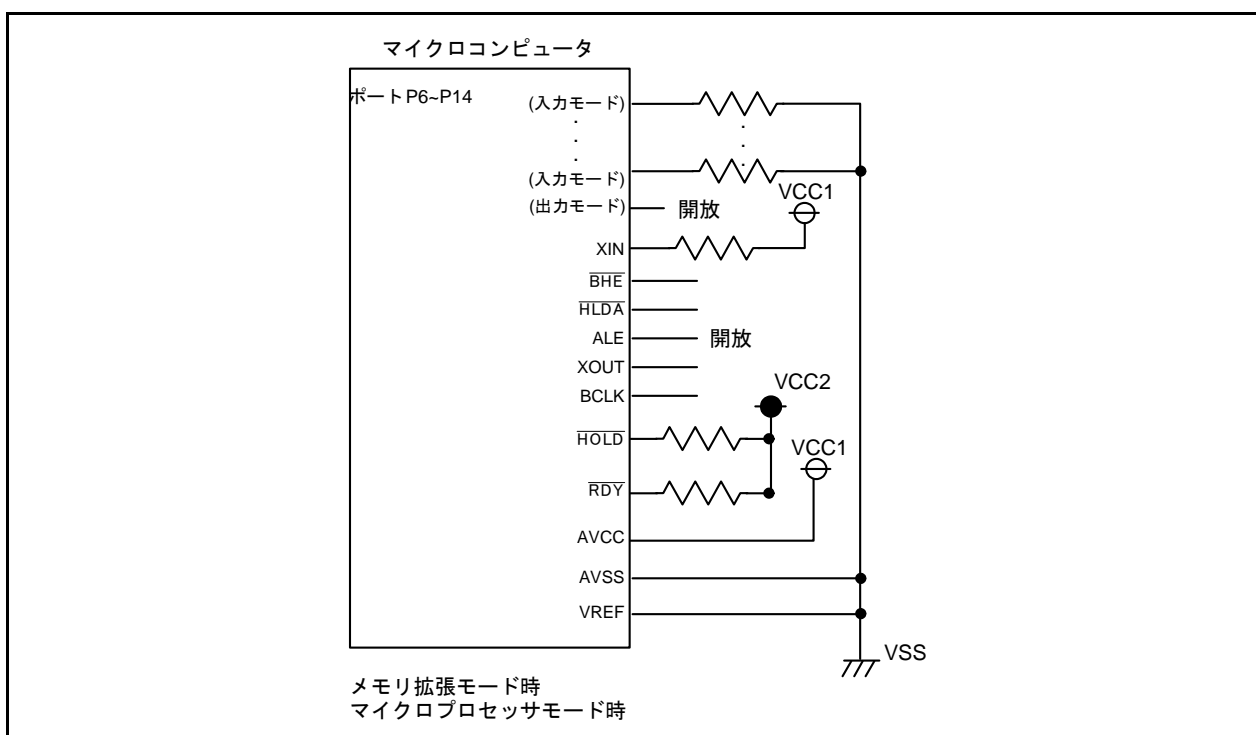 マイクロコンピュータ
ポートP6~P14
(入力モード)
(入力モード)
(出力モード)
開放
VCC1
XIN
BHE
HLDA
ALE
開放
XOUT
BCLK
VCC2
HOLD
VCC1
RDY
AVCC
AVSS
VREF
VSS
メモリ拡張モード時
マイクロプロセッサモード時